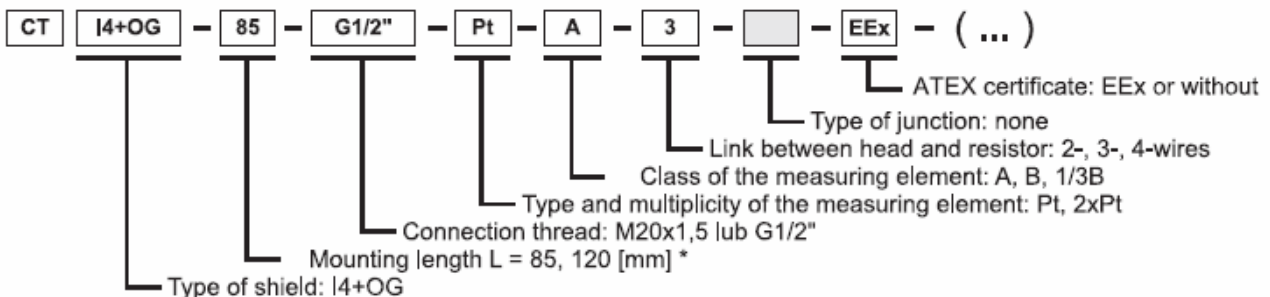 CT I4+OG – 85 – G1/2" – Pt – A – 3 – – EEx – (...)
ATEX certificate: EEx or without
Type of junction: none
Link between head and resistor: 2-, 3-, 4-wires
Class of the measuring element: A, B, 1/3B
Type and multiplicity of the measuring element: Pt, 2xPt
Connection thread: M20x1,5 lub G1/2"
Mounting length L = 85, 120 [mm] *
Type of shield: I4+OG